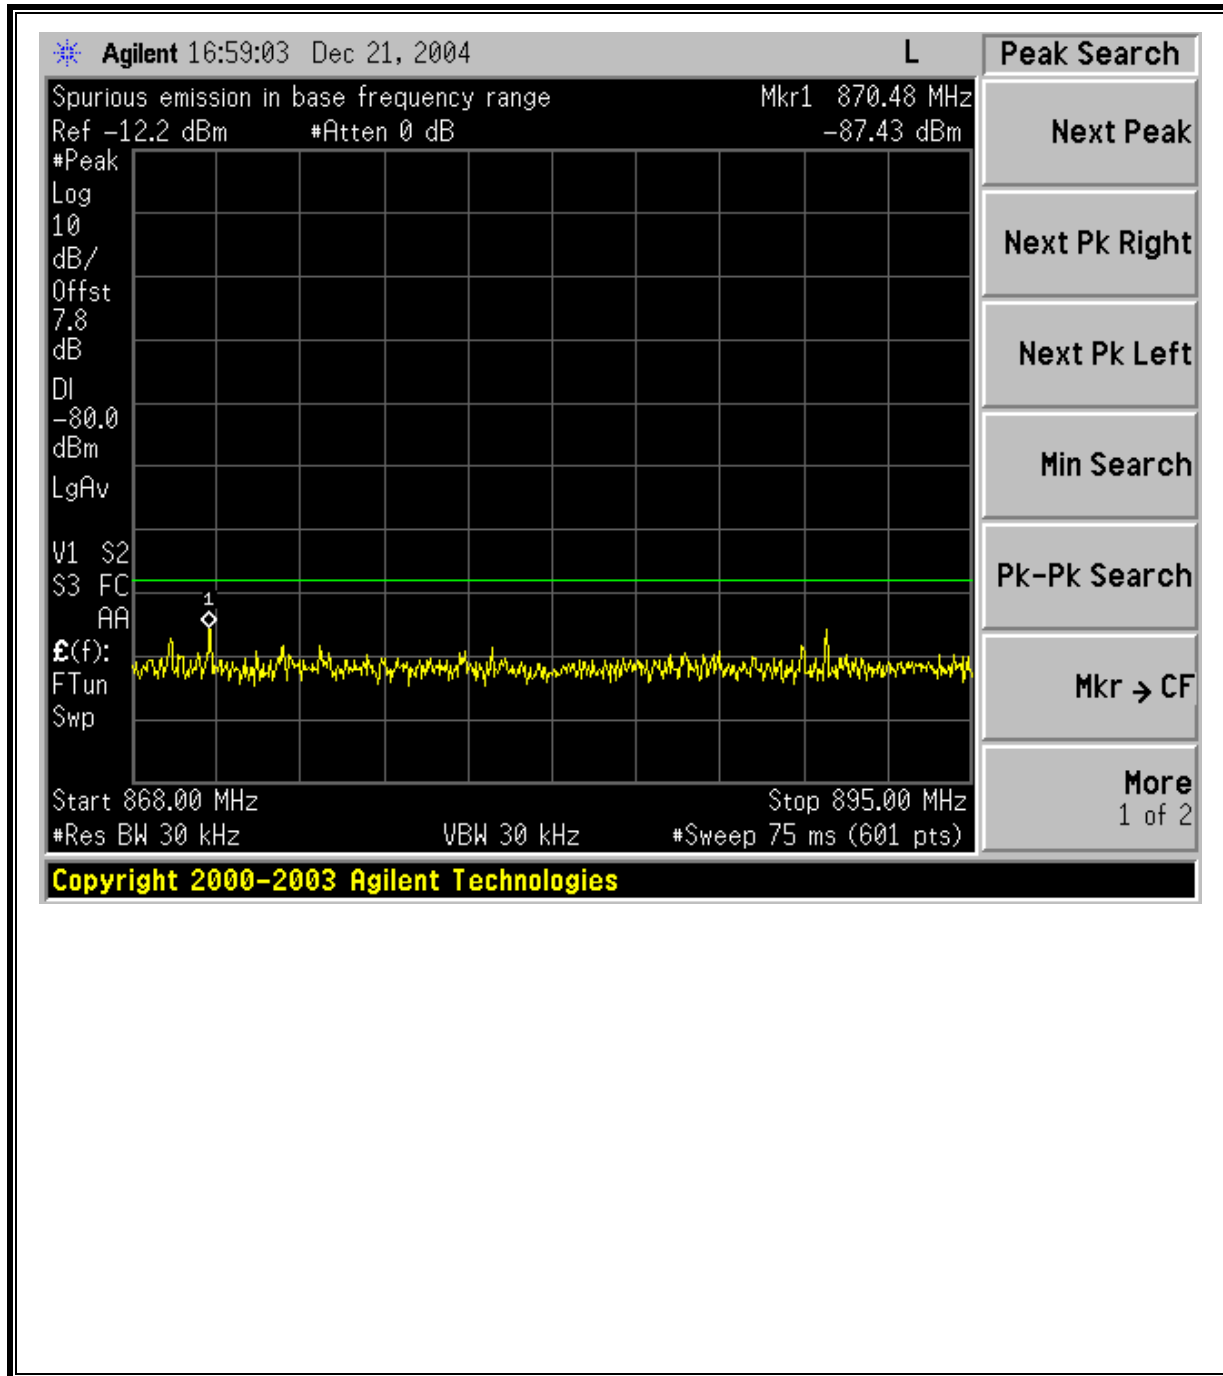 Agilent 16:59:03 Dec 21, 2004 L
Peak Search
Spurious emission in base frequency range
Mkr1 870.48 MHz
Ref -12.2 dBm #Atten 0 dB -87.43 dBm
#Peak
Log
10
dB/
Offst
7.8
dB
DI
-80.0
dBm
LgAv
V1 S2
S3 FC
AA
£(f):
FTun
Swp
1
Start 868.00 MHz Stop 895.00 MHz
#Res BW 30 kHz VBW 30 kHz #Sweep 75 ms (601 pts)
Next Peak
Next Pk Right
Next Pk Left
Min Search
Pk-Pk Search
Mkr → CF
More
1 of 2
Copyright 2000-2003 Agilent Technologies